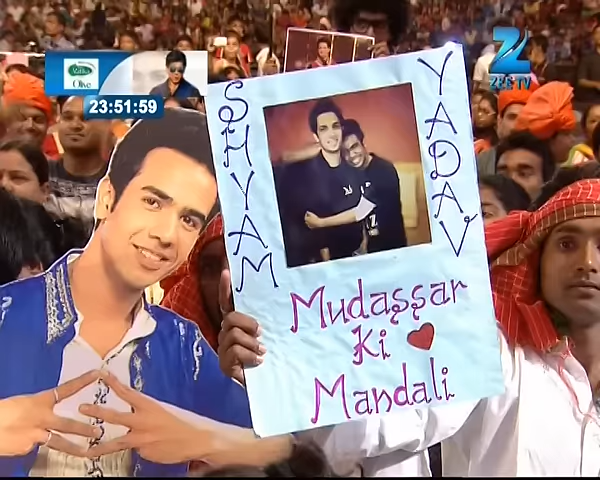 Olive
23:51:59
ZEE TV
SHYAM
YADAV
Mudassar
Ki
Mandali